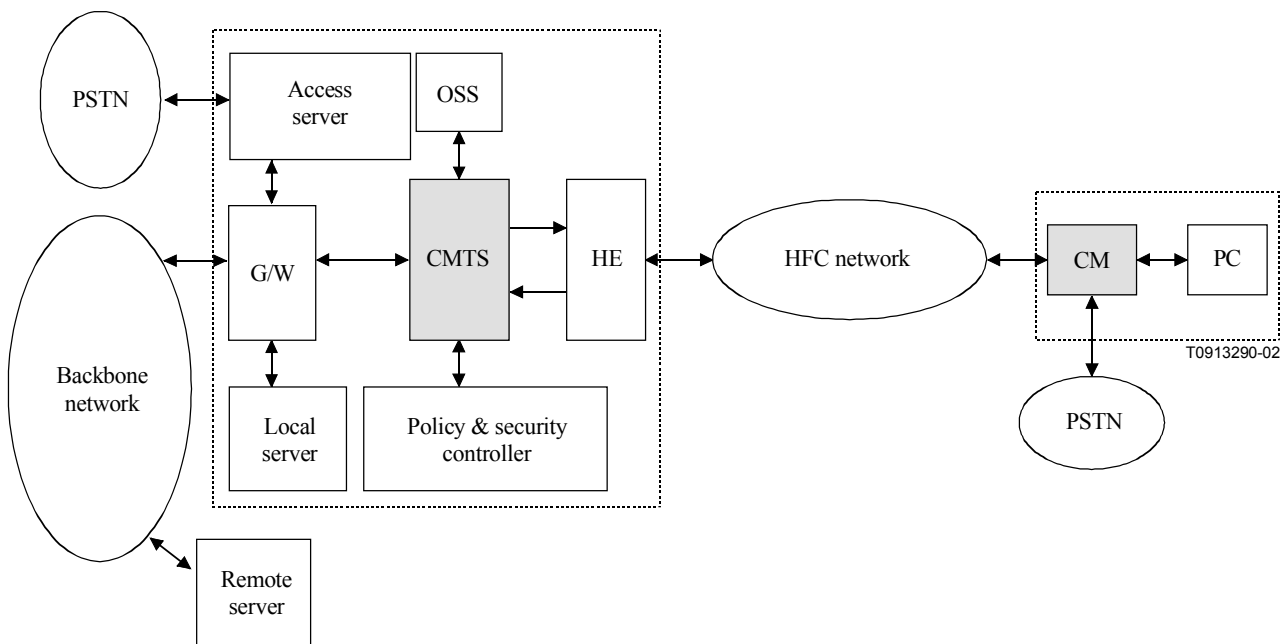 PSTN
Access
server
OSS
G/W
CMTS
HE
HFC network
CM
PC
T0913290-02
Backbone
network
Local
server
Policy & security
controller
PSTN
Remote
server